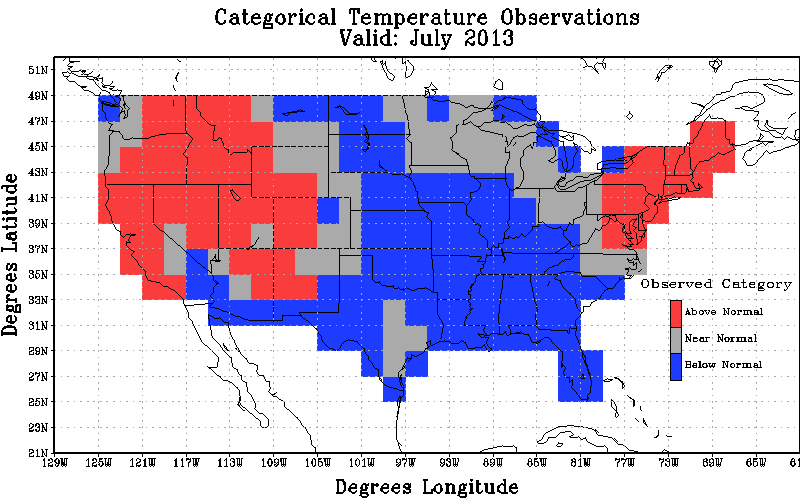 Categorical Temperature Observations
Valid: July 2013
51N
49N
47N
45N
43N
41N
39N
37N
35N
33N
31N
29N
27N
25N
23N
21N
Degrees Latitude
Observed Category
Above Normal
Near Normal
Below Normal
129W 125W 121W 117W 113W 109W 105W 101W 97W 93W 89W 85W 81W 77W 73W 69W 65W 61
Degrees Longitude